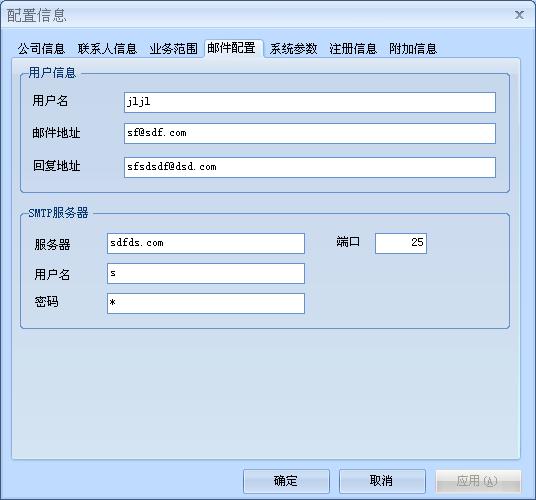 配置信息
公司信息 联系人信息 业务范围 邮件配置 系统参数 注册信息 附加信息
用户信息
用户名 jljl
邮件地址 sf@sdf.com
回复地址 sfsdsdf@dsd.com
SMTP服务器
服务器 sdfds.com 端口 25
用户名 s
密码 *
确定 取消 应用(A)